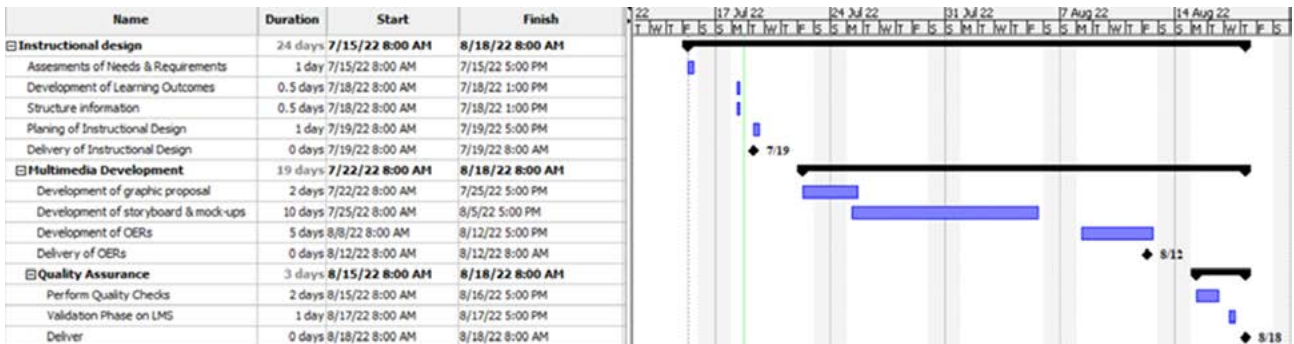 Name Duration Start Finish 22 17 Jul 22 24 Jul 22 31 Jul 22 7 Aug 22 14 Aug 22
T W T F S S M T W T F S S M T W T F S S M T W T F S S M T W T F S S M T W T F S
Instructional design 24 days 7/15/22 8:00 AM 8/18/22 8:00 AM
Assesments of Needs & Requirements 1 day 7/15/22 8:00 AM 7/15/22 5:00 PM
Development of Learning Outcomes 0.5 days 7/18/22 8:00 AM 7/18/22 1:00 PM
Structure information 0.5 days 7/18/22 8:00 AM 7/18/22 1:00 PM
Planing of Instructional Design 1 day 7/19/22 8:00 AM 7/19/22 5:00 PM
Delivery of Instructional Design 0 days 7/19/22 8:00 AM 7/19/22 8:00 AM 7/19
Multimedia Development 19 days 7/22/22 8:00 AM 8/18/22 8:00 AM
Development of graphic proposal 2 days 7/22/22 8:00 AM 7/25/22 5:00 PM
Development of storyboard & mock-ups 10 days 7/25/22 8:00 AM 8/5/22 5:00 PM
Development of OERs 5 days 8/8/22 8:00 AM 8/12/22 5:00 PM
Delivery of OERs 0 days 8/12/22 8:00 AM 8/12/22 8:00 AM 8/12
Quality Assurance 3 days 8/15/22 8:00 AM 8/18/22 8:00 AM
Perform Quality Checks 2 days 8/15/22 8:00 AM 8/16/22 5:00 PM
Validation Phase on LMS 1 day 8/17/22 8:00 AM 8/17/22 5:00 PM
Deliver 0 days 8/18/22 8:00 AM 8/18/22 8:00 AM 8/18